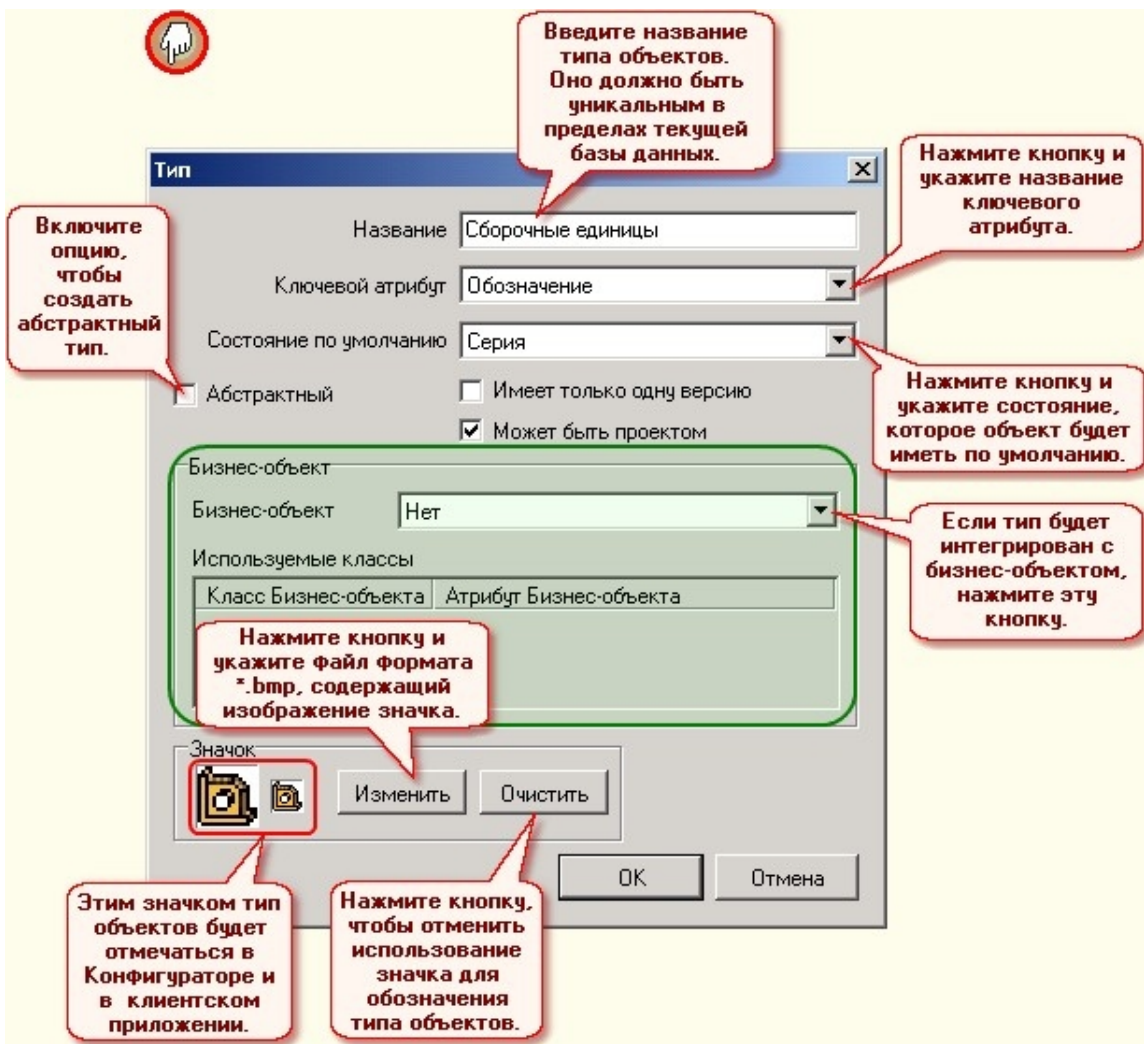 Введите название
типа объектов.
Оно должно быть
уникальным в
пределах текущей
базы данных.
Тип
Нажмите кнопку и
укажите название
ключевого
атрибута.
Включите
опцию,
чтобы
создать
абстрактный
тип.
Название
Сборочные единицы
Ключевой атрибут
Обозначение
Состояние по умолчанию
Серия
Абстрактный
Имеет только одну версию
Может быть проектом
Нажмите кнопку и
укажите состояние,
которое объект будет
иметь по умолчанию.
Бизнес-объект
Бизнес-объект
Нет
Если тип будет
интегрирован с
бизнес-объектом,
нажмите эту
кнопку.
Используемые классы
Класс Бизнес-объекта
Атрибут Бизнес-объекта
Нажмите кнопку и
укажите файл формата
*.bmp, содержащий
изображение значка.
Значок
Изменить
Очистить
OK
Отмена
Этим значком тип
объектов будет
отмечаться в
Конфигураторе и
в клиентском
приложении.
Нажмите кнопку,
чтобы отменить
использование
значка для
обозначения
типа объектов.